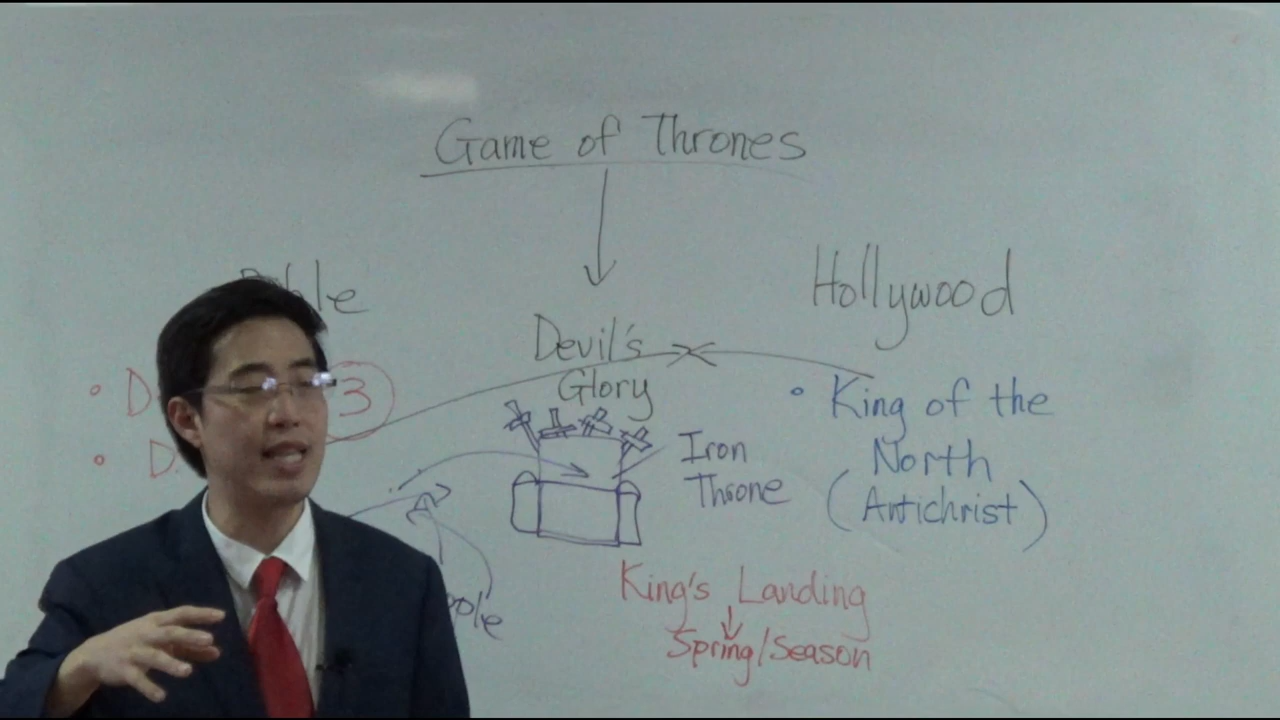 Game of Thrones
Hollywood
Devil's
Glory
3
• King of the
North
(Antichrist)
Iron
Throne
King's Landing
Spring/Season